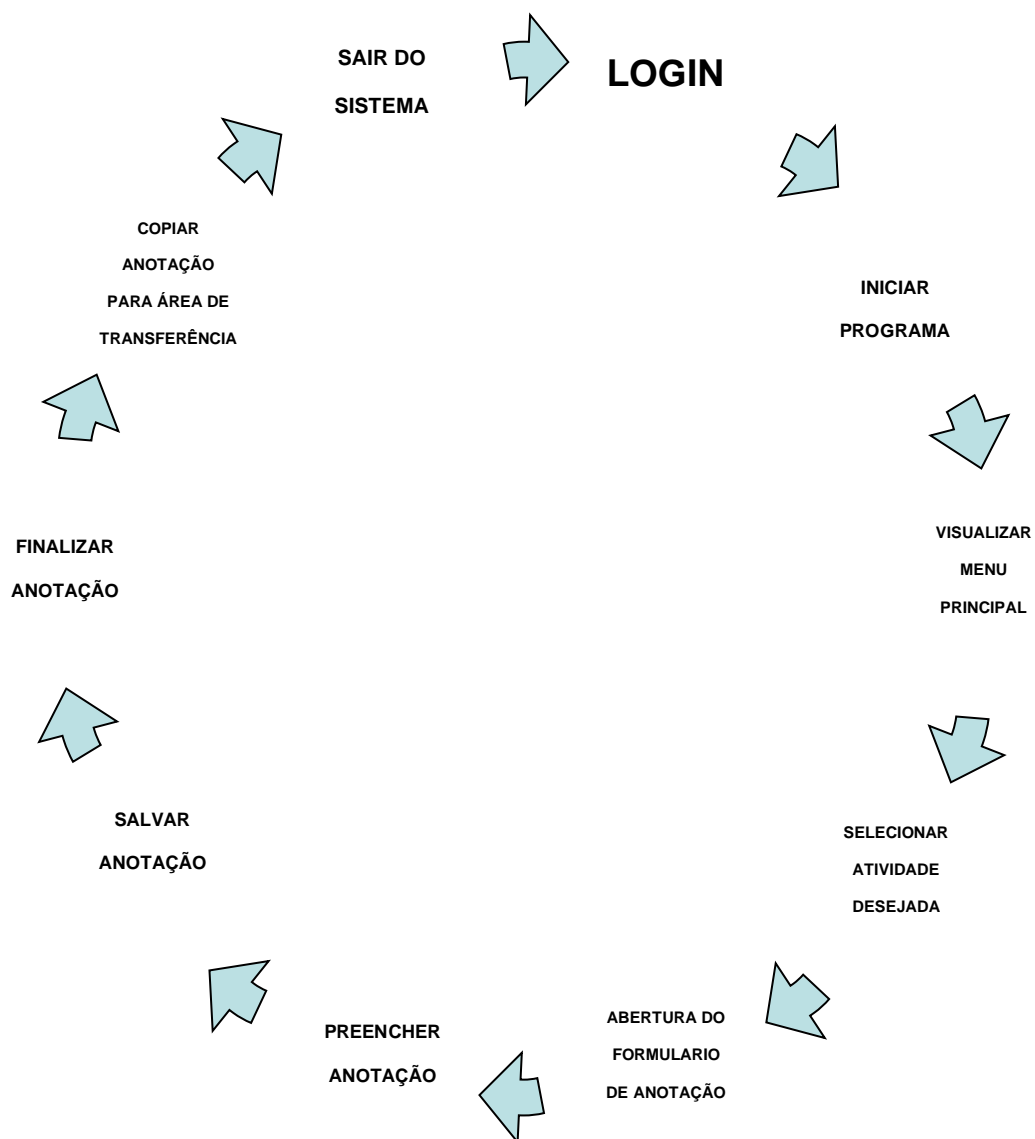 LOGIN
INICIAR
PROGRAMA
VISUALIZAR
MENU
PRINCIPAL
SELECIONAR
ATIVIDADE
DESEJADA
ABERTURA DO
FORMULARIO
DE ANOTAÇÃO
PREENCHER
ANOTAÇÃO
SALVAR
ANOTAÇÃO
FINALIZAR
ANOTAÇÃO
COPIAR
ANOTAÇÃO
PARA ÁREA DE
TRANSFERÊNCIA
SAIR DO
SISTEMA